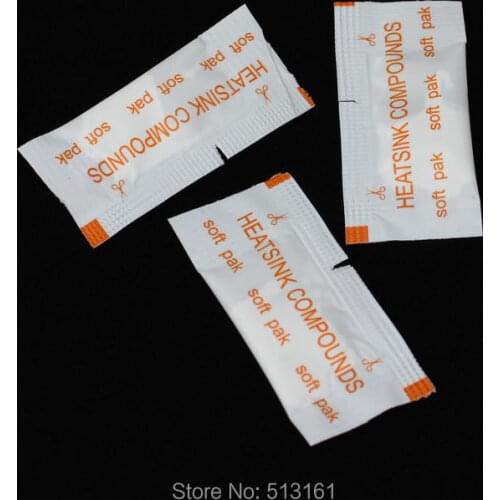 HEATSINK COMPOUNDS
soft pak soft pak
HEATSINK COMPOUNDS
soft pak soft pak
HEATSINK COMPOUNDS
soft pak soft pak soft pak
Store No: 513161